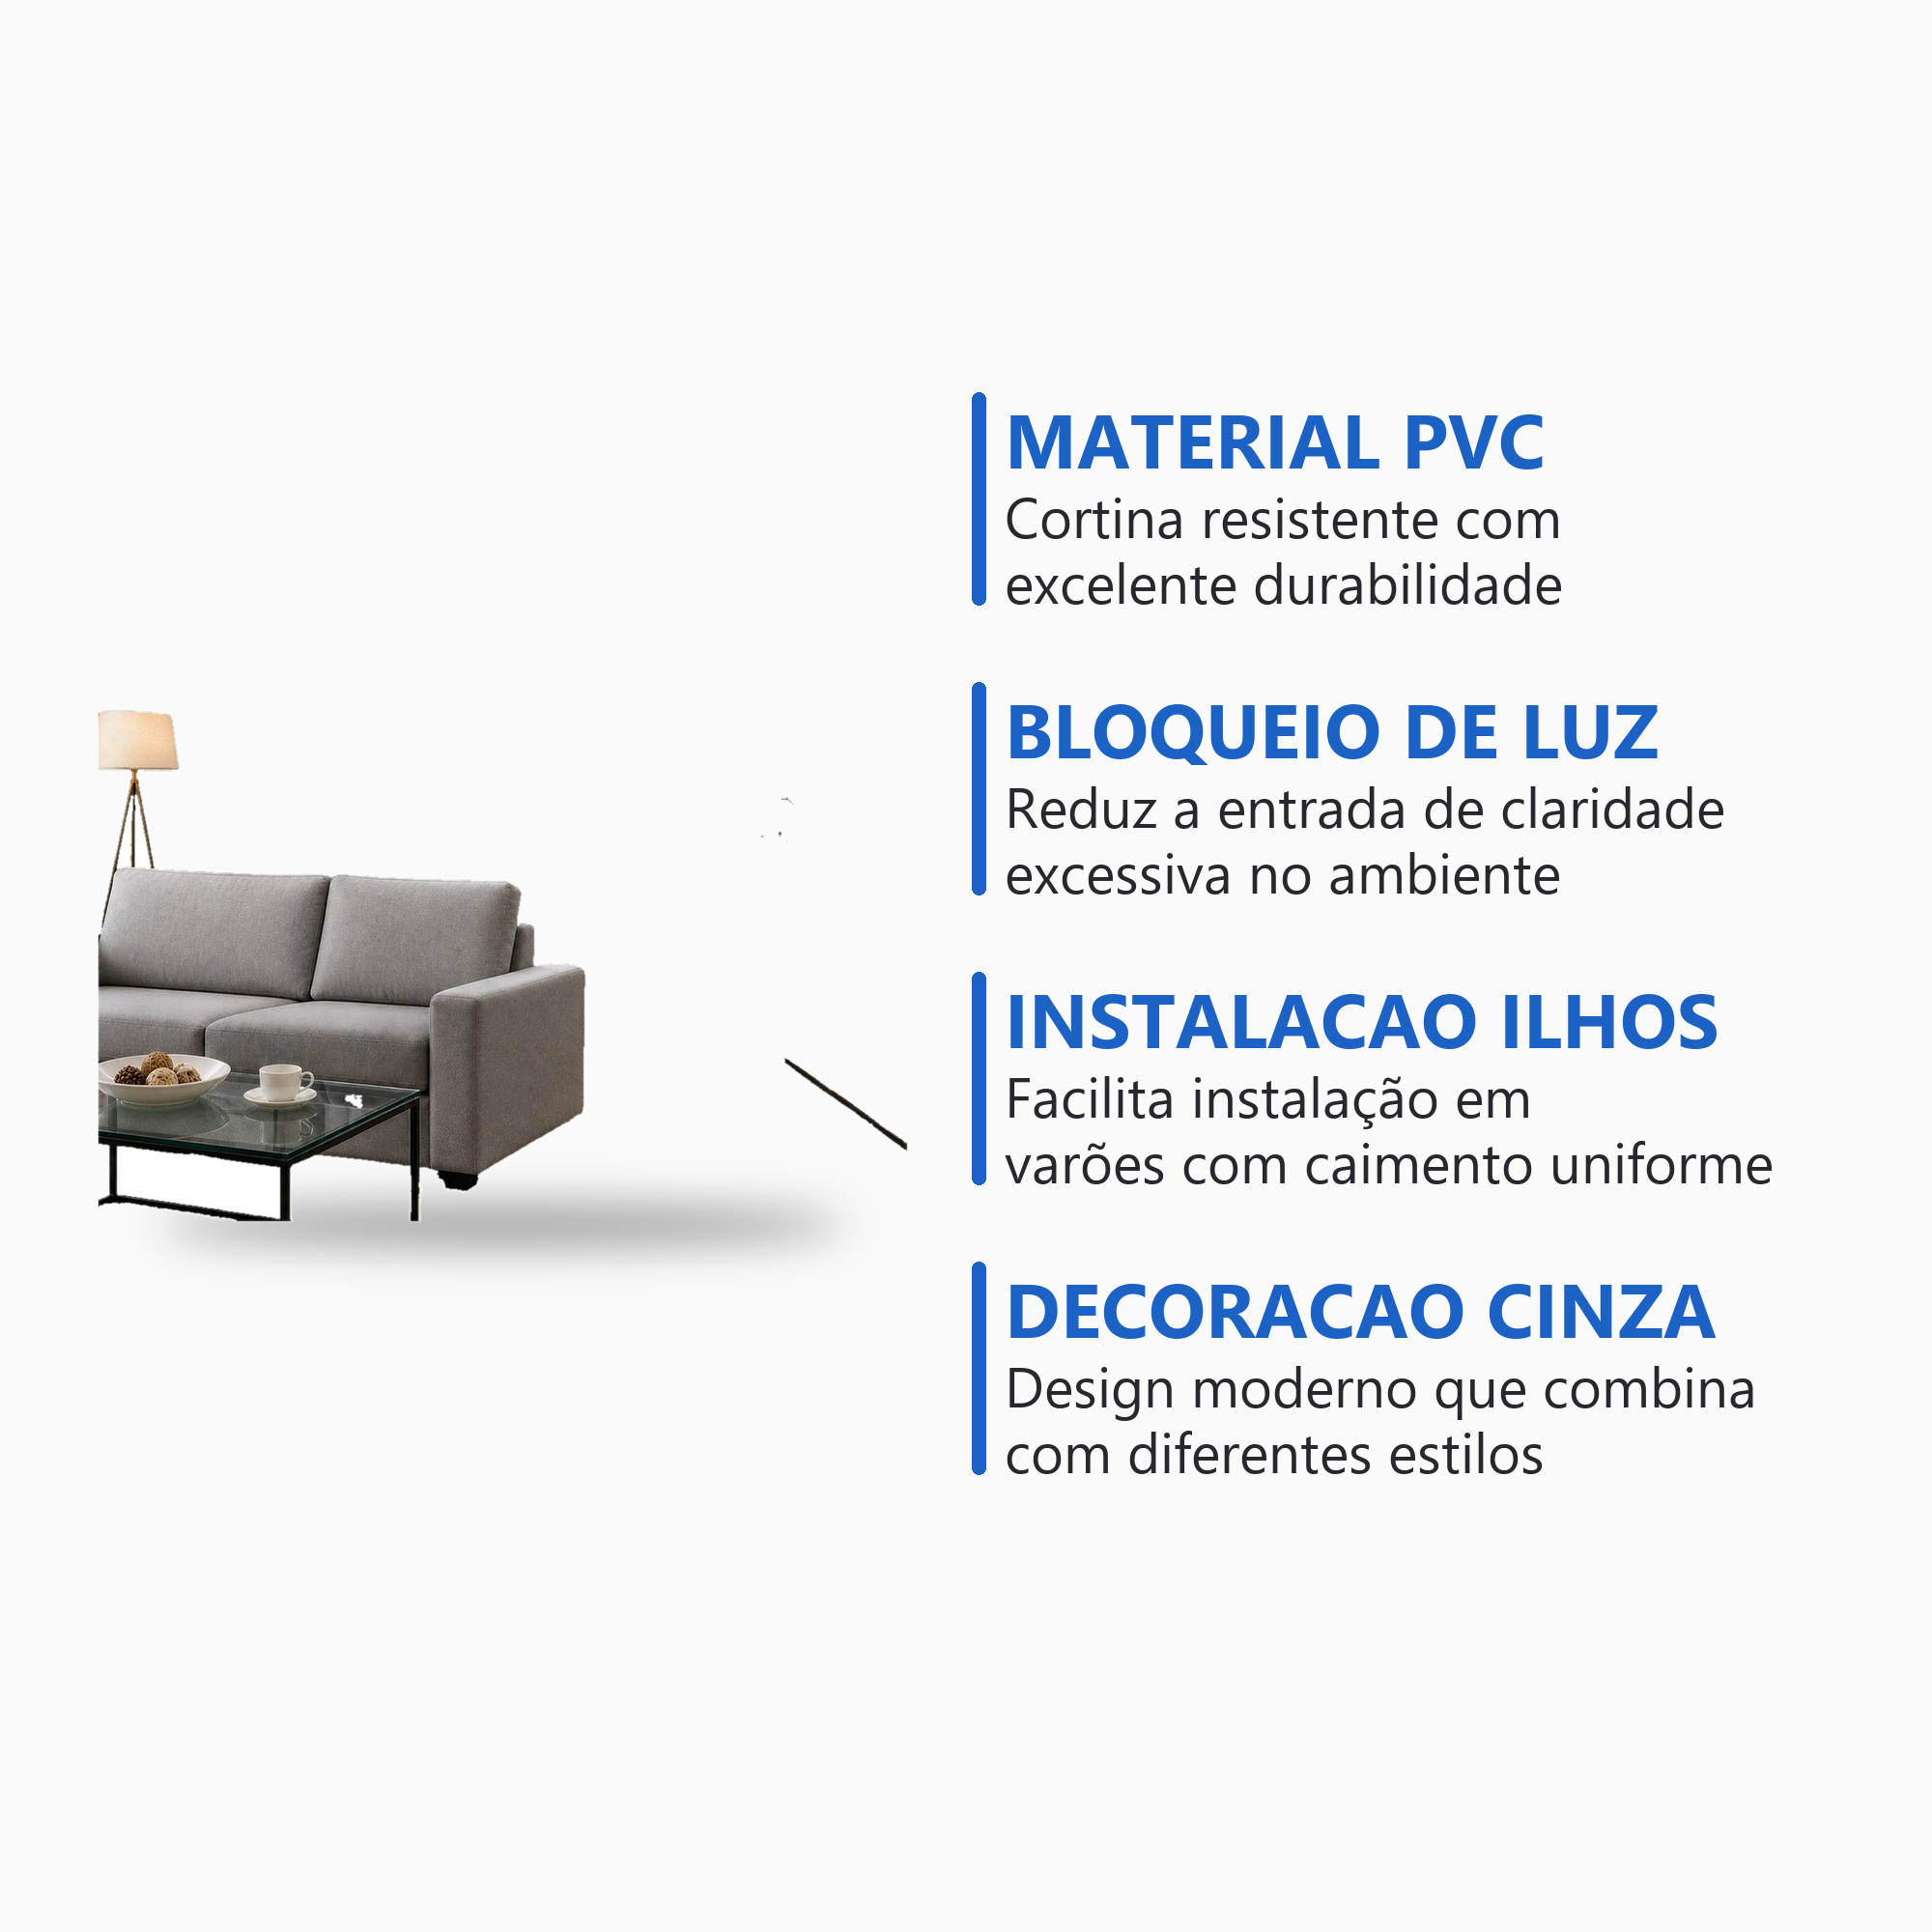 MATERIAL PVC
Cortina resistente com
excelente durabilidade
BLOQUEIO DE LUZ
Reduz a entrada de claridade
excessiva no ambiente
INSTALACAO ILHOS
Facilita instalação em
varões com caimento uniforme
DECORACAO CINZA
Design moderno que combina
com diferentes estilos